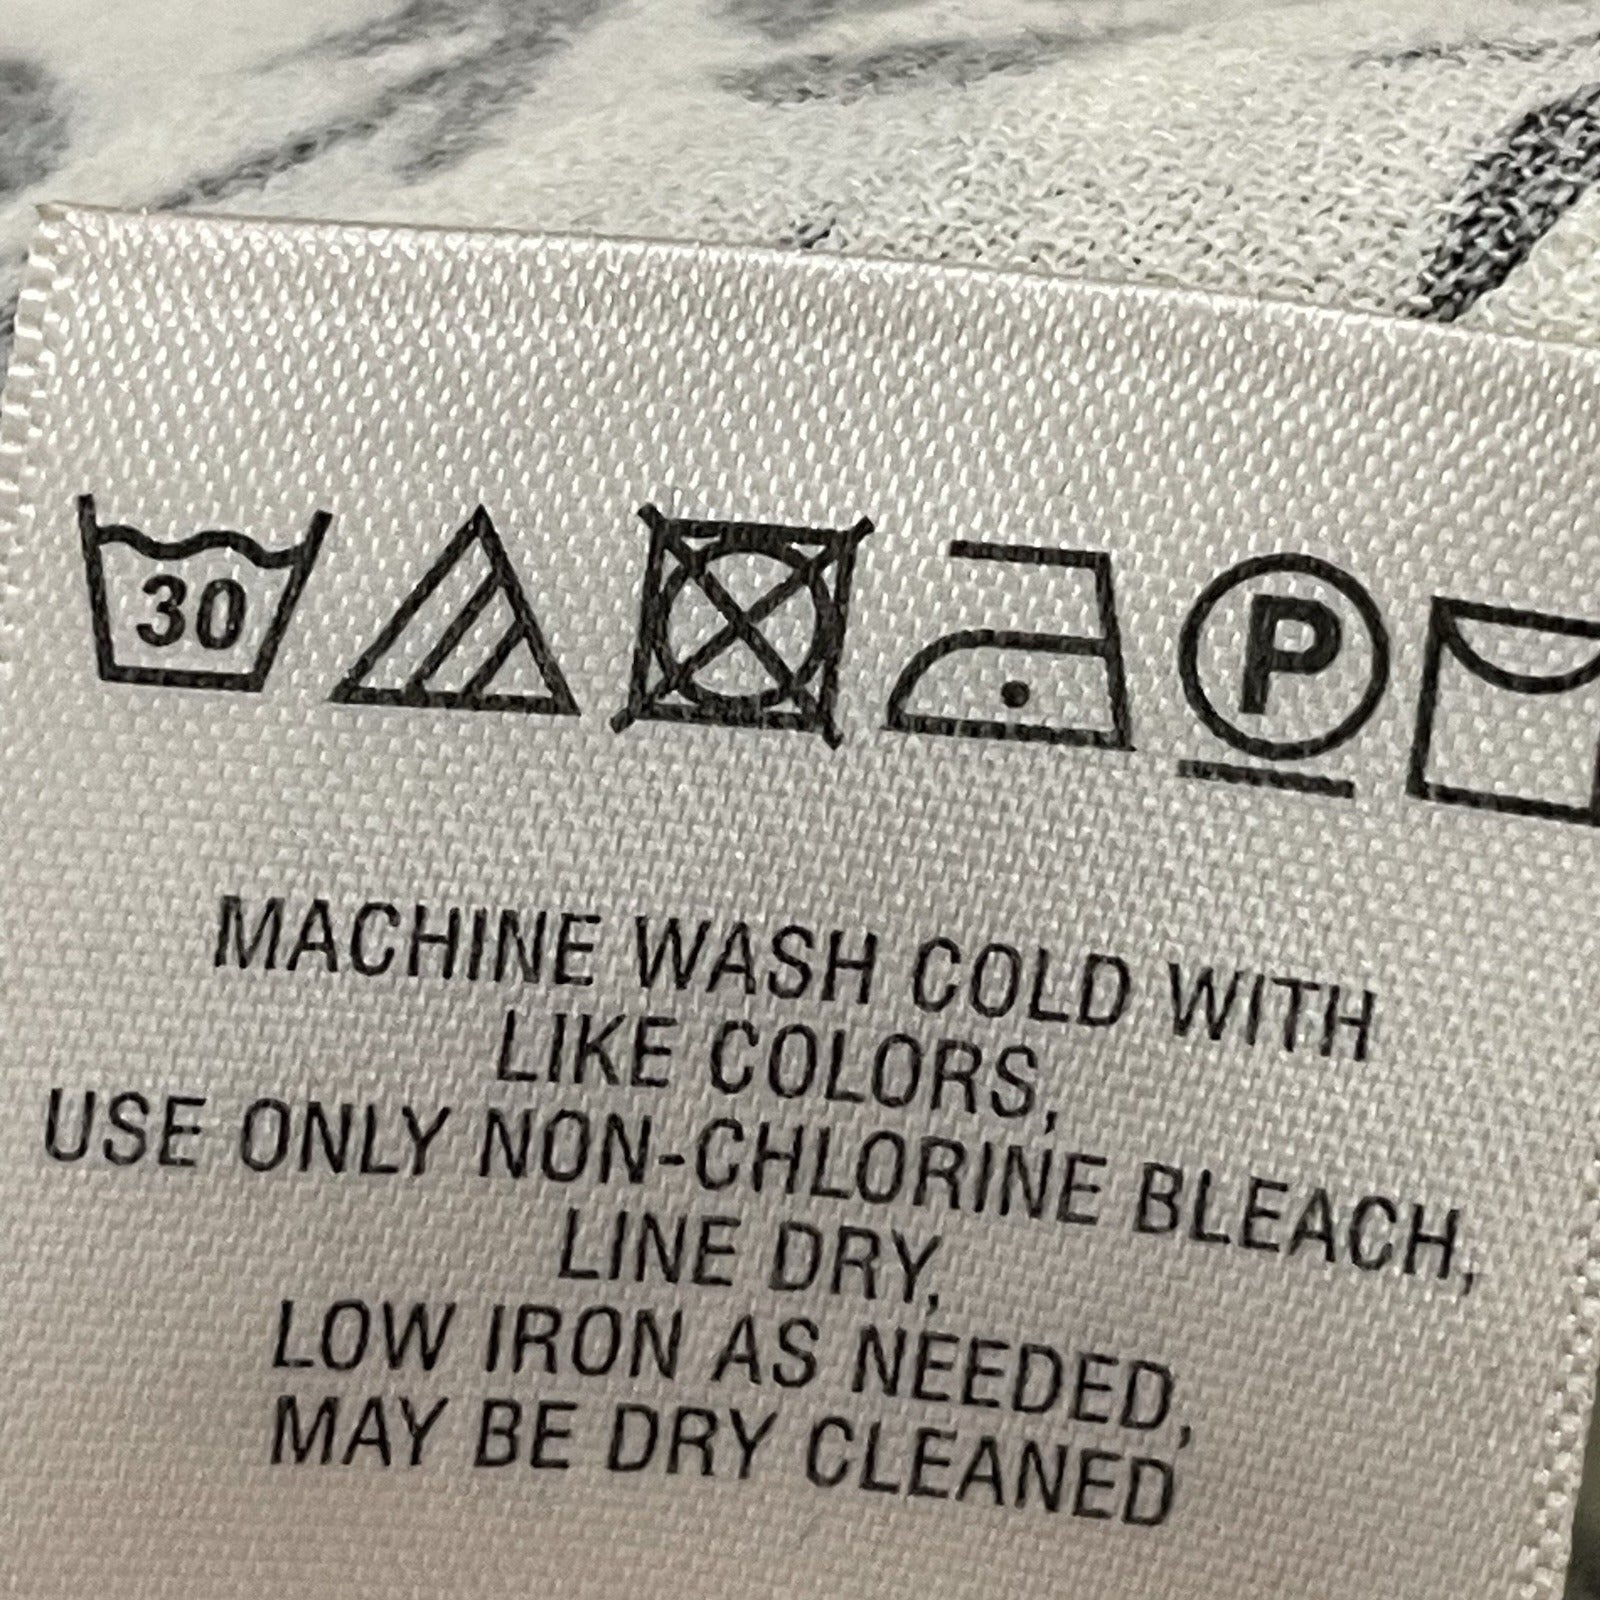 30 P
MACHINE WASH COLD WITH
LIKE COLORS,
USE ONLY NON-CHLORINE BLEACH,
LINE DRY,
LOW IRON AS NEEDED,
MAY BE DRY CLEANED